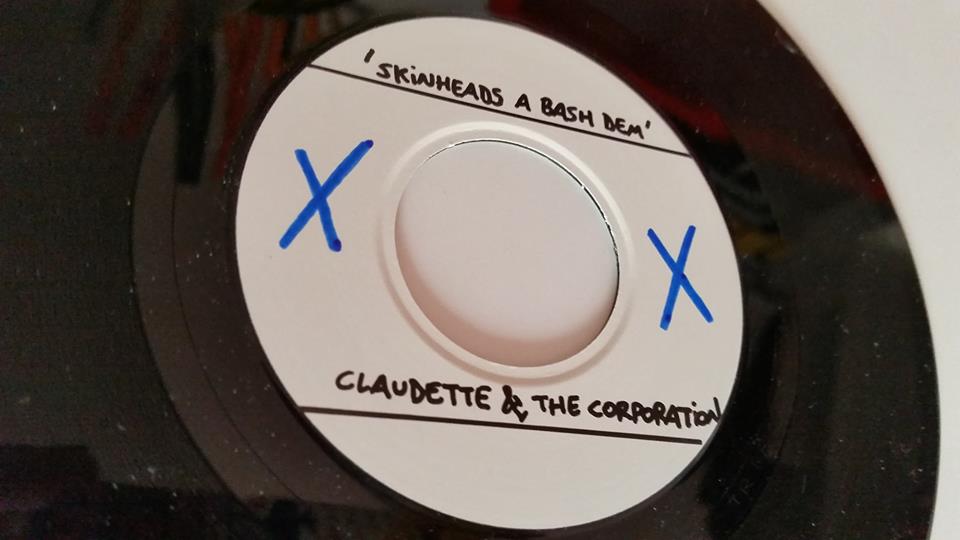 'SKINHEADS A BASH DEM'
X X
CLAUDETTE & THE CORPORATION